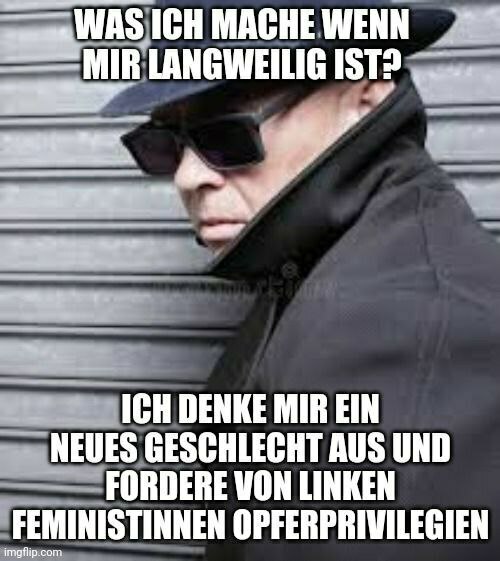 WAS ICH MACHE WENN
MIR LANGWEILIG IST?
ICH DENKE MIR EIN
NEUES GESCHLECHT AUS UND
FORDERE VON LINKEN
FEMINISTINNEN OPFERPRIVILEGIEN
imgflip.com